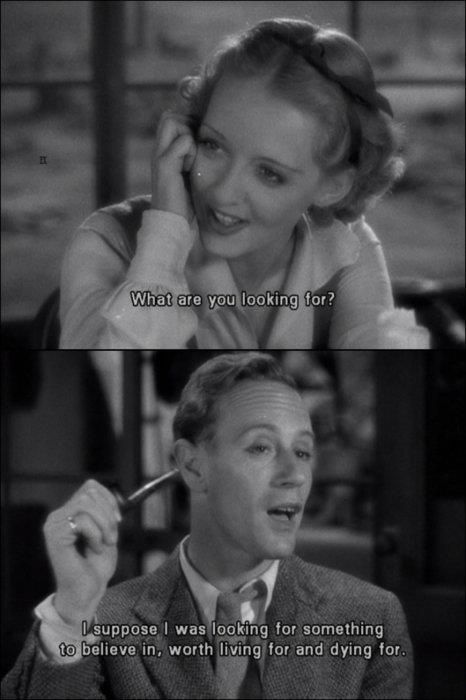 π
What are you looking for?
I suppose I was looking for something
to believe in, worth living for and dying for.